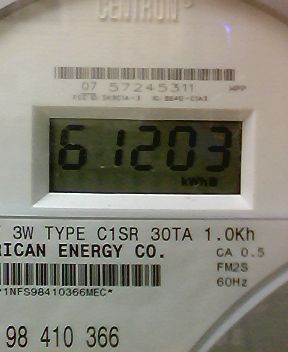 CENTRON
07 57245311
61203
kWh
3W TYPE C1SR 30TA 1.0Kh
RICAN ENERGY CO.
CA 0.5
FM2S
60Hz
*1NFS98410366MEC*
98 410 366